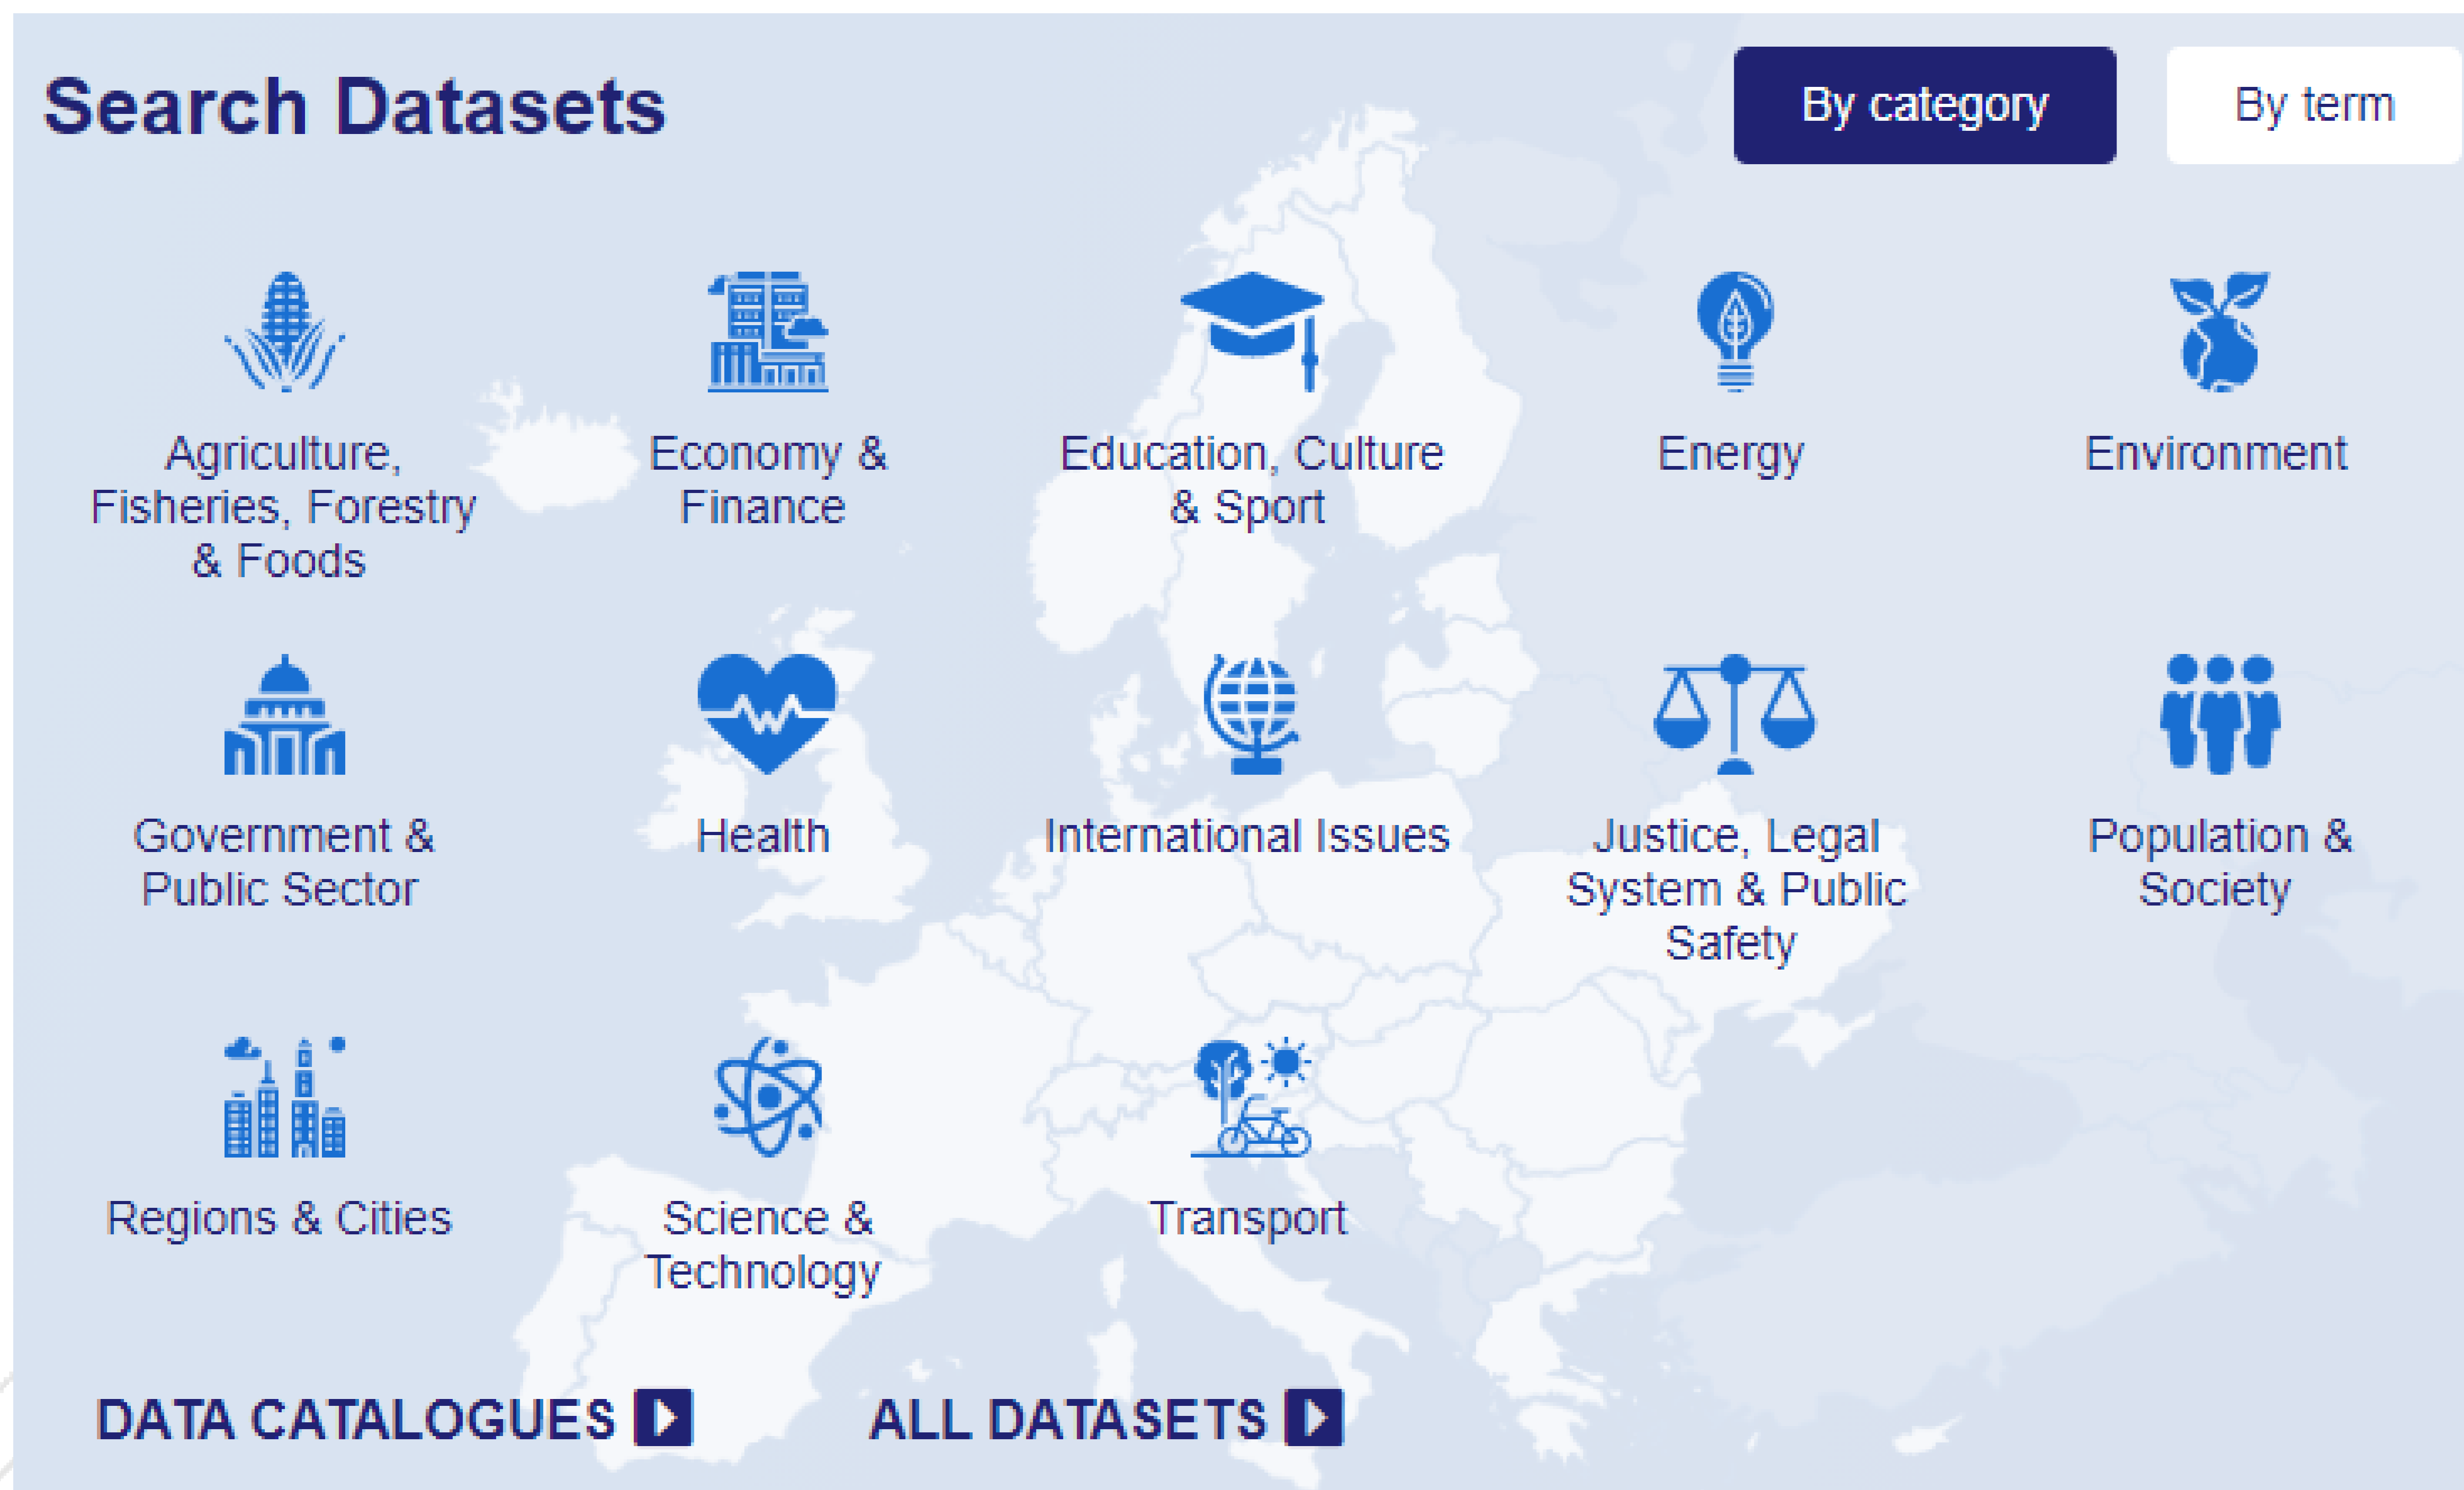 Search Datasets
By category
By term
Agriculture,
Fisheries, Forestry
& Foods
Economy &
Finance
Education, Culture
& Sport
Energy
Environment
Government &
Public Sector
Health
International Issues
Justice, Legal
System & Public
Safety
Population &
Society
Regions & Cities
Science &
Technology
Transport
DATA CATALOGUES
ALL DATASETS